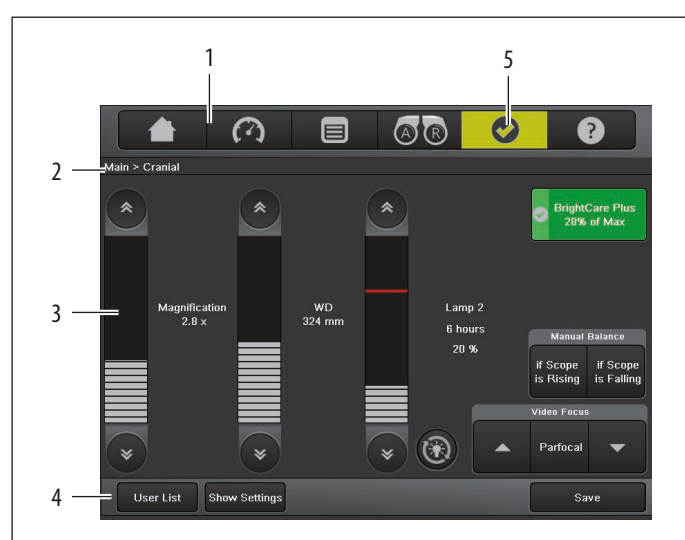 1
5
A R
?
2
Main > Cranial
BrightCare Plus
28% of Max
3
Magnification
2.8 x
WD
324 mm
Lamp 2
6 hours
20 %
Manual Balance
if Scope
is Rising
if Scope
is Falling
Video Focus
Parfocal
4
User List
Show Settings
Save